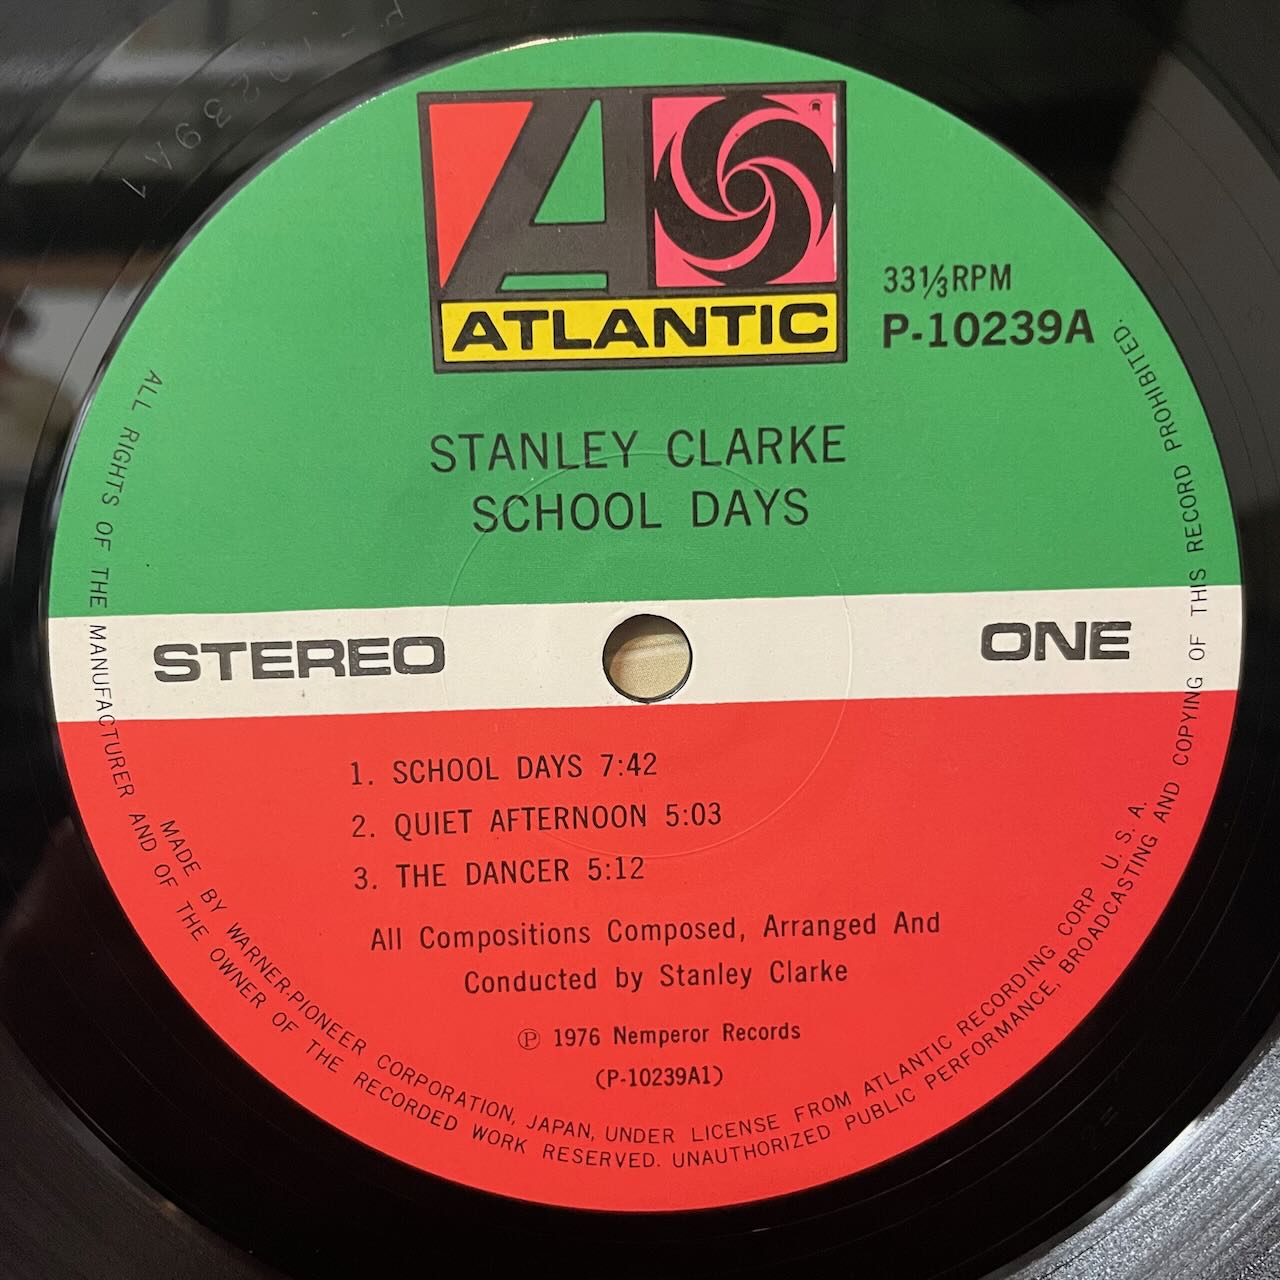 ATLANTIC
33⅓RPM
P-10239A
STANLEY CLARKE
SCHOOL DAYS
STEREO
ONE
1. SCHOOL DAYS 7:42
2. QUIET AFTERNOON 5:03
3. THE DANCER 5:12
All Compositions Composed, Arranged And
Conducted by Stanley Clarke
Ⓟ 1976 Nemperor Records
(P-10239A1)
MADE BY WARNER-PIONEER CORPORATION, JAPAN, UNDER LICENSE FROM ATLANTIC RECORDING CORP U. S. A.
ALL RIGHTS OF THE MANUFACTURER AND OF THE OWNER OF THE RECORDED WORK RESERVED. UNAUTHORIZED PUBLIC PERFORMANCE, BROADCASTING AND COPYING OF THIS RECORD PROHIBITED.
P-10239A1